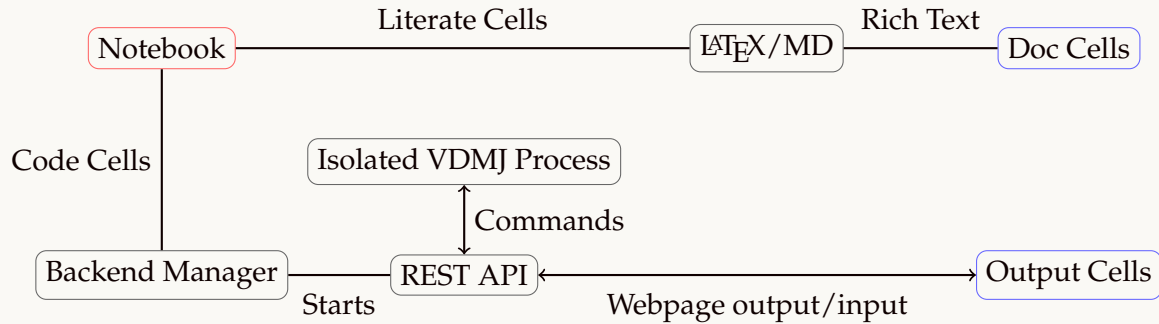 Literate Cells
Rich Text
Notebook
LATEX/MD
Doc Cells
Code Cells
Isolated VDMJ Process
Commands
Backend Manager
REST API
Output Cells
Starts
Webpage output/input